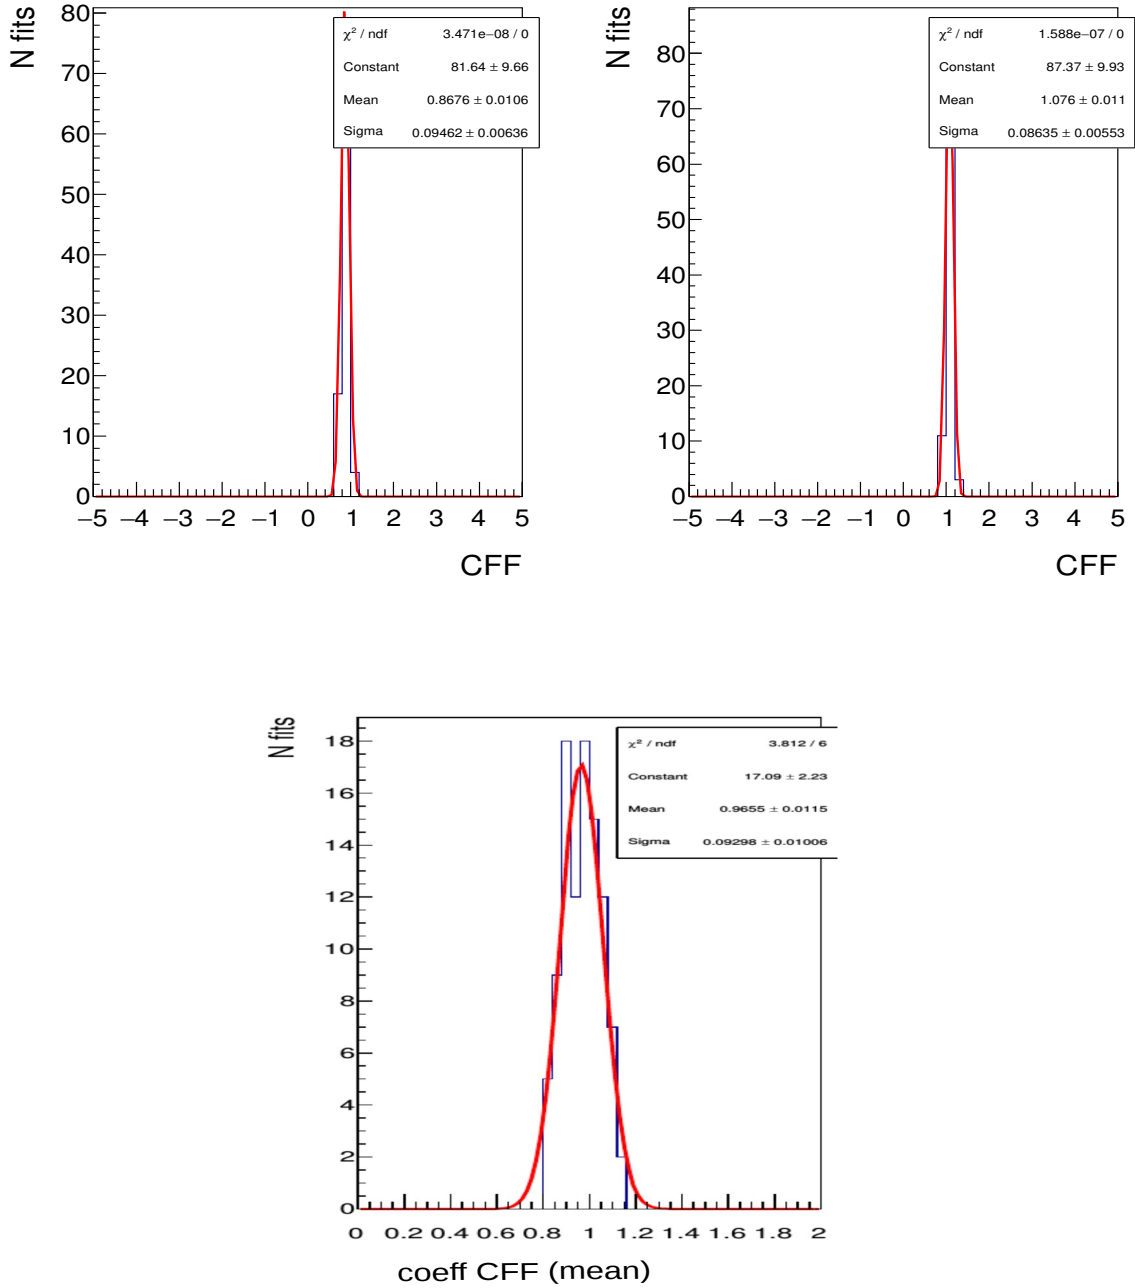 N fits
χ² / ndf 3.471e−08 / 0
Constant 81.64 ± 9.66
Mean 0.8676 ± 0.0106
Sigma 0.09462 ± 0.00636
80
70
60
50
40
30
20
10
0
−5 −4 −3 −2 −1 0 1 2 3 4 5
CFF
N fits
χ² / ndf 1.588e−07 / 0
Constant 87.37 ± 9.93
Mean 1.076 ± 0.011
Sigma 0.08635 ± 0.00553
80
70
60
50
40
30
20
10
0
−5 −4 −3 −2 −1 0 1 2 3 4 5
CFF
N fits
χ² / ndf 3.812 / 6
Constant 17.09 ± 2.23
Mean 0.9655 ± 0.0115
Sigma 0.09298 ± 0.01006
18
16
14
12
10
8
6
4
2
0
0 0.2 0.4 0.6 0.8 1 1.2 1.4 1.6 1.8 2
coeff CFF (mean)